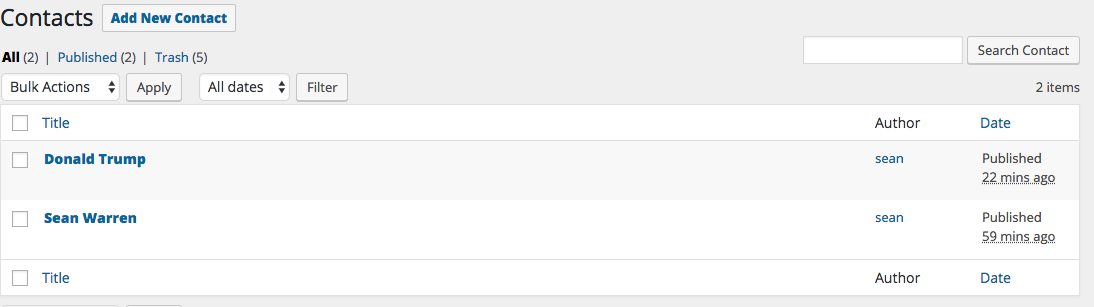 Contacts Add New Contact
All (2) | Published (2) | Trash (5)
Search Contact
Bulk Actions Apply All dates Filter 2 items
Title Author Date
Donald Trump sean Published
22 mins ago
Sean Warren sean Published
59 mins ago
Title Author Date